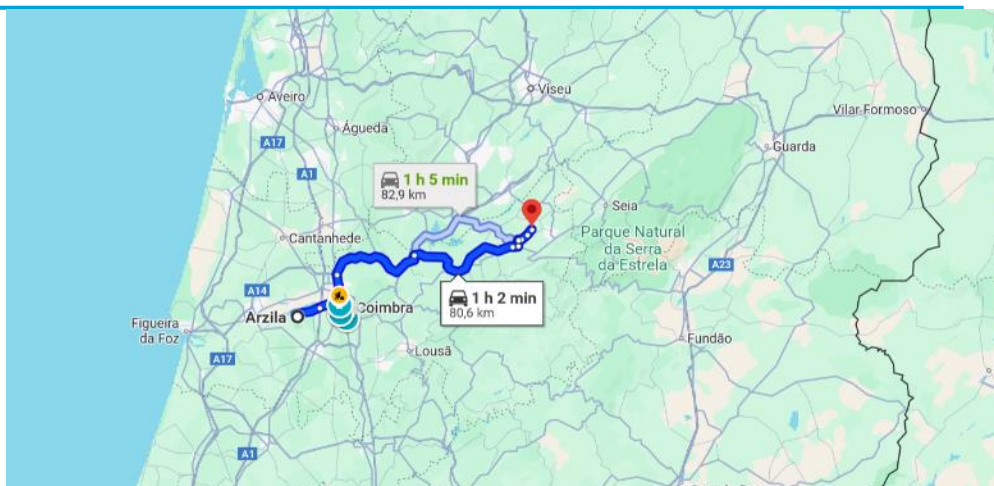 Viseu
Aveiro
Vilar Formoso
Águeda
A17
Guarda
A1
1 h 5 min
82,9 km
Seia
Parque Natural
da Serra
da Estrela
Cantanhede
A23
A14
1 h 2 min
80,6 km
Coimbra
Arzila
Figueira
da Foz
Fundão
Lousã
A17
A1